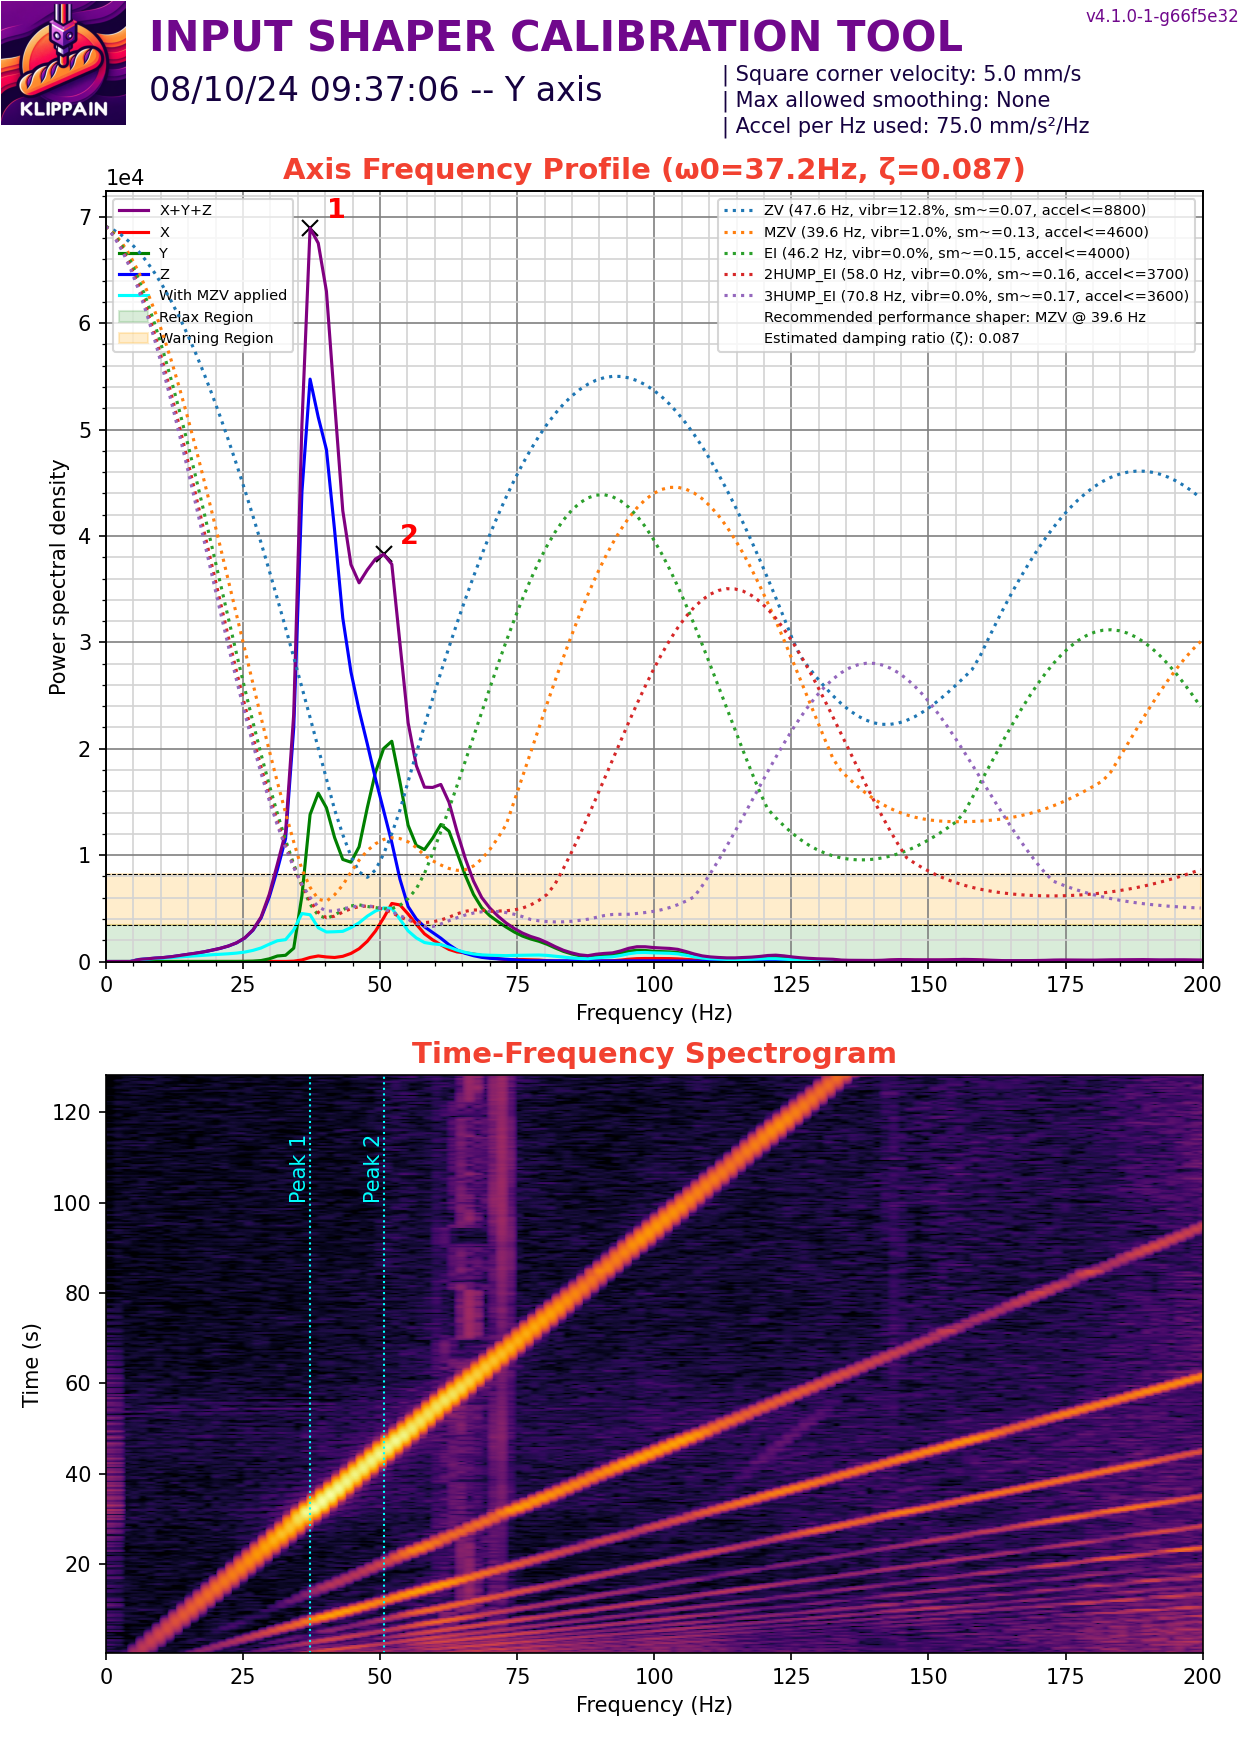 INPUT SHAPER CALIBRATION TOOL
v4.1.0-1-g66f5e32
KLIPPAIN
08/10/24 09:37:06 -- Y axis
| Square corner velocity: 5.0 mm/s
| Max allowed smoothing: None
| Accel per Hz used: 75.0 mm/s²/Hz
Axis Frequency Profile (ω0=37.2Hz, ζ=0.087)
1e4
X+Y+Z
X
Y
Z
With MZV applied
Relax Region
Warning Region
ZV (47.6 Hz, vibr=12.8%, sm~=0.07, accel<=8800)
MZV (39.6 Hz, vibr=1.0%, sm~=0.13, accel<=4600)
EI (46.2 Hz, vibr=0.0%, sm~=0.15, accel<=4000)
2HUMP_EI (58.0 Hz, vibr=0.0%, sm~=0.16, accel<=3700)
3HUMP_EI (70.8 Hz, vibr=0.0%, sm~=0.17, accel<=3600)
Recommended performance shaper: MZV @ 39.6 Hz
Estimated damping ratio (ζ): 0.087
1
2
7
6
5
4
3
2
1
0
Power spectral density
0 25 50 75 100 125 150 175 200
Frequency (Hz)
Time-Frequency Spectrogram
Peak 1
Peak 2
120
100
80
60
40
20
Time (s)
0 25 50 75 100 125 150 175 200
Frequency (Hz)